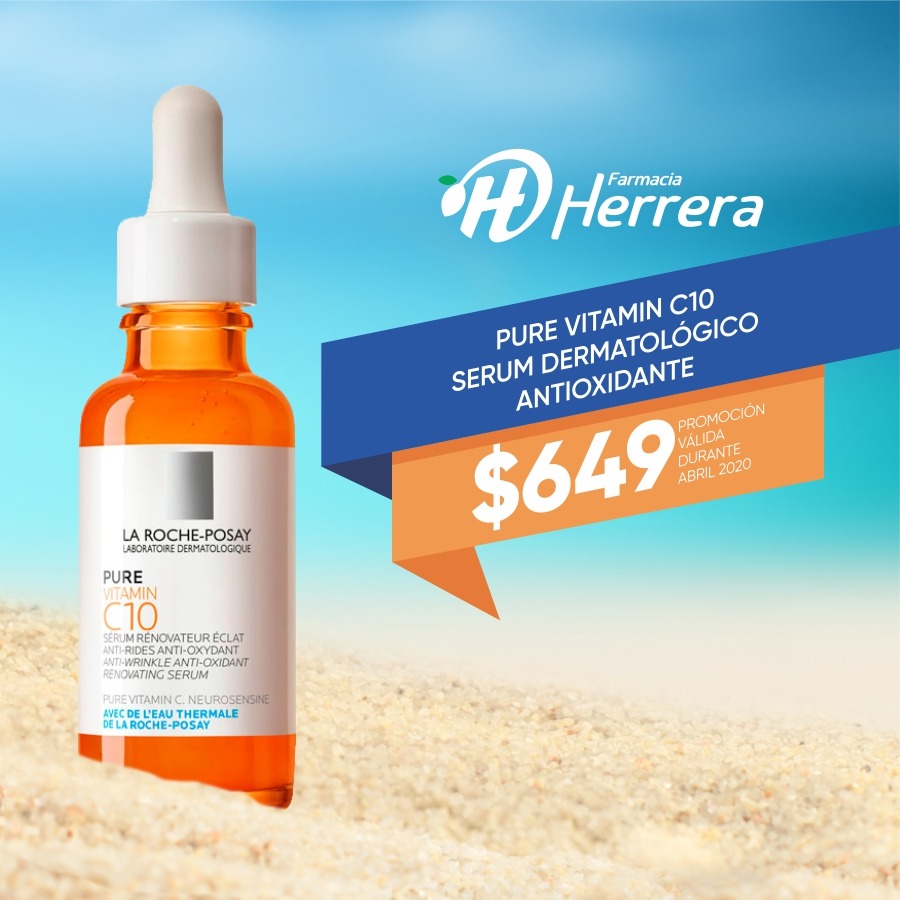 Farmacia
Herrera
PURE VITAMIN C10
SERUM DERMATOLÓGICO
ANTIOXIDANTE
$649
PROMOCIÓN
VÁLIDA
DURANTE
ABRIL 2020
LA ROCHE-POSAY
LABORATOIRE DERMATOLOGIQUE
PURE
VITAMIN
C10
SÉRUM RÉNOVATEUR ÉCLAT
ANTI-RIDES ANTI-OXYDANT
ANTI-WRINKLE ANTI-OXIDANT
RENOVATING SERUM
PURE VITAMIN C. NEUROSENSINE
AVEC DE L'EAU THERMALE
DE LA ROCHE-POSAY